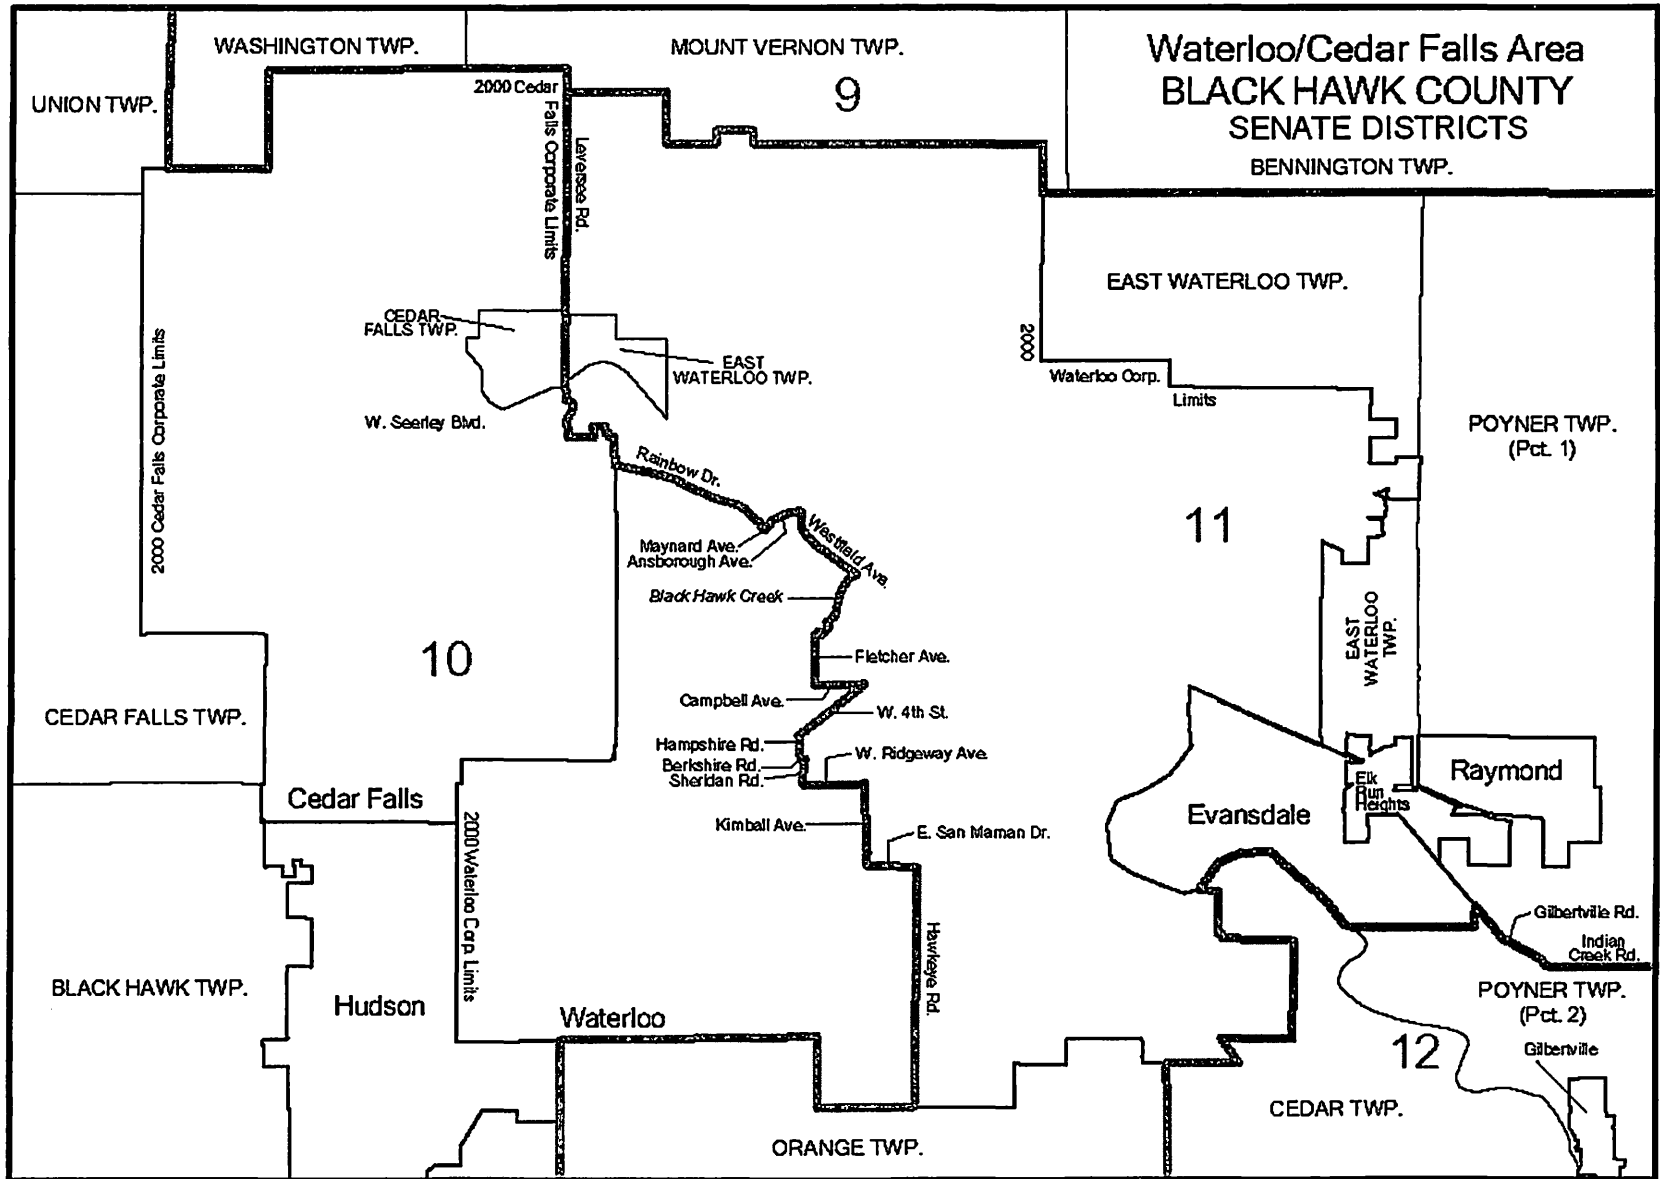 WASHINGTON TWP.
MOUNT VERNON TWP.
Waterloo/Cedar Falls Area
BLACK HAWK COUNTY
SENATE DISTRICTS
BENNINGTON TWP.
UNION TWP.
2000 Cedar
Falls Corporate Limits
Leversee Rd.
9
EAST WATERLOO TWP.
CEDAR
FALLS TWP.
EAST
WATERLOO TWP.
2000
Waterloo Corp.
Limits
2000 Cedar Falls Corporate Limits
W. Seerley Blvd.
POYNER TWP.
(Pct. 1)
Rainbow Dr.
11
Westfield Ave.
Maynard Ave.
Ansborough Ave.
Black Hawk Creek
EAST
WATERLOO
TWP.
10
Fletcher Ave.
Campbell Ave.
W. 4th St.
CEDAR FALLS TWP.
Hampshire Rd.
Berkshire Rd.
Sheridan Rd.
W. Ridgeway Ave.
Raymond
Elk
Run
Heights
Cedar Falls
Evansdale
Kimball Ave.
E. San Maman Dr.
2000 Waterloo Corp. Limits
Hawkeye Rd.
Gilbertville Rd.
Indian
Creek Rd.
BLACK HAWK TWP.
Hudson
Waterloo
POYNER TWP.
(Pct. 2)
12
Gilbertville
CEDAR TWP.
ORANGE TWP.